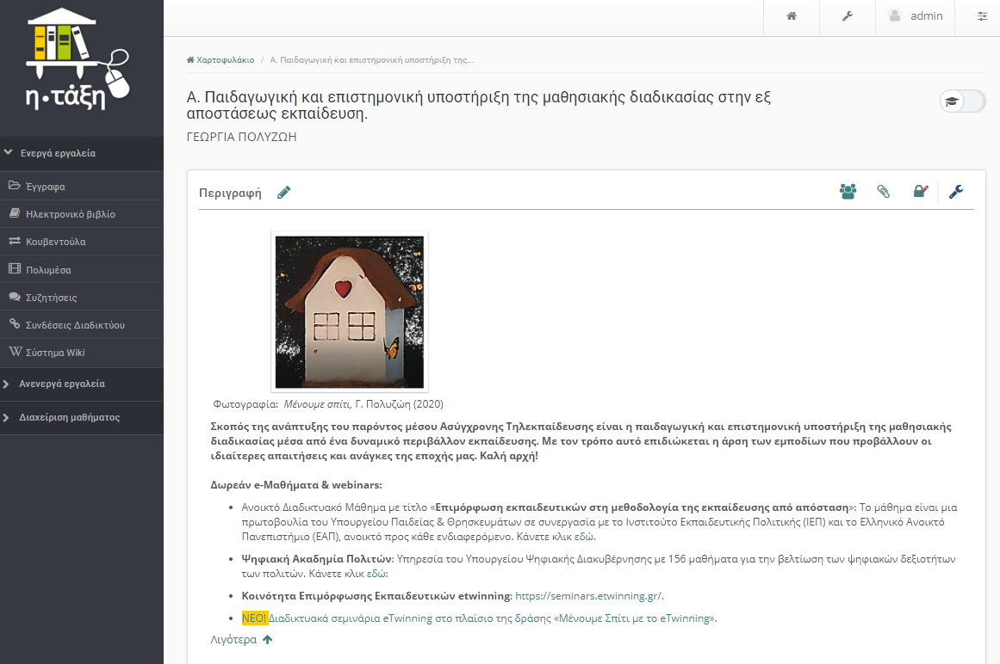 η•τάξη
admin
Χαρτοφυλάκιο / Α. Παιδαγωγική και επιστημονική υποστήριξη της...
Α. Παιδαγωγική και επιστημονική υποστήριξη της μαθησιακής διαδικασίας στην εξ
αποστάσεως εκπαίδευση.
ΓΕΩΡΓΙΑ ΠΟΛΥΖΩΗ
Ενεργά εργαλεία
Έγγραφα
Ηλεκτρονικό βιβλίο
Κουβεντούλα
Πολυμέσα
Συζητήσεις
Συνδέσεις Διαδικτύου
Σύστημα Wiki
Ανενεργά εργαλεία
Διαχείριση μαθήματος
Περιγραφή
Φωτογραφία: Μένουμε σπίτι, Γ. Πολυζώη (2020)
Σκοπός της ανάπτυξης του παρόντος μέσου Ασύγχρονης Τηλεκπαίδευσης είναι η παιδαγωγική και επιστημονική υποστήριξη της μαθησιακής
διαδικασίας μέσα από ένα δυναμικό περιβάλλον εκπαίδευσης. Με τον τρόπο αυτό επιδιώκεται η άρση των εμποδίων που προβάλλουν οι
ιδιαίτερες απαιτήσεις και ανάγκες της εποχής μας. Καλή αρχή!
Δωρεάν e-Μαθήματα & webinars:
• Ανοικτό Διαδικτυακό Μάθημα με τίτλο «Επιμόρφωση εκπαιδευτικών στη μεθοδολογία της εκπαίδευσης από απόσταση»: Το μάθημα είναι μια
πρωτοβουλία του Υπουργείου Παιδείας & Θρησκευμάτων σε συνεργασία με το Ινστιτούτο Εκπαιδευτικής Πολιτικής (ΙΕΠ) και το Ελληνικό Ανοικτό
Πανεπιστήμιο (ΕΑΠ), ανοικτό προς κάθε ενδιαφερόμενο. Κάνετε κλικ εδώ.
• Ψηφιακή Ακαδημία Πολιτών: Υπηρεσία του Υπουργείου Ψηφιακής Διακυβέρνησης με 156 μαθήματα για την βελτίωση των ψηφιακών δεξιοτήτων
των πολιτών. Κάνετε κλικ εδώ:
• Κοινότητα Επιμόρφωσης Εκπαιδευτικών etwinning: https://seminars.etwinning.gr/.
• ΝΕΟ! Διαδικτυακά σεμινάρια eTwinning στο πλαίσιο της δράσης «Μένουμε Σπίτι με το eTwinning».
Λιγότερα